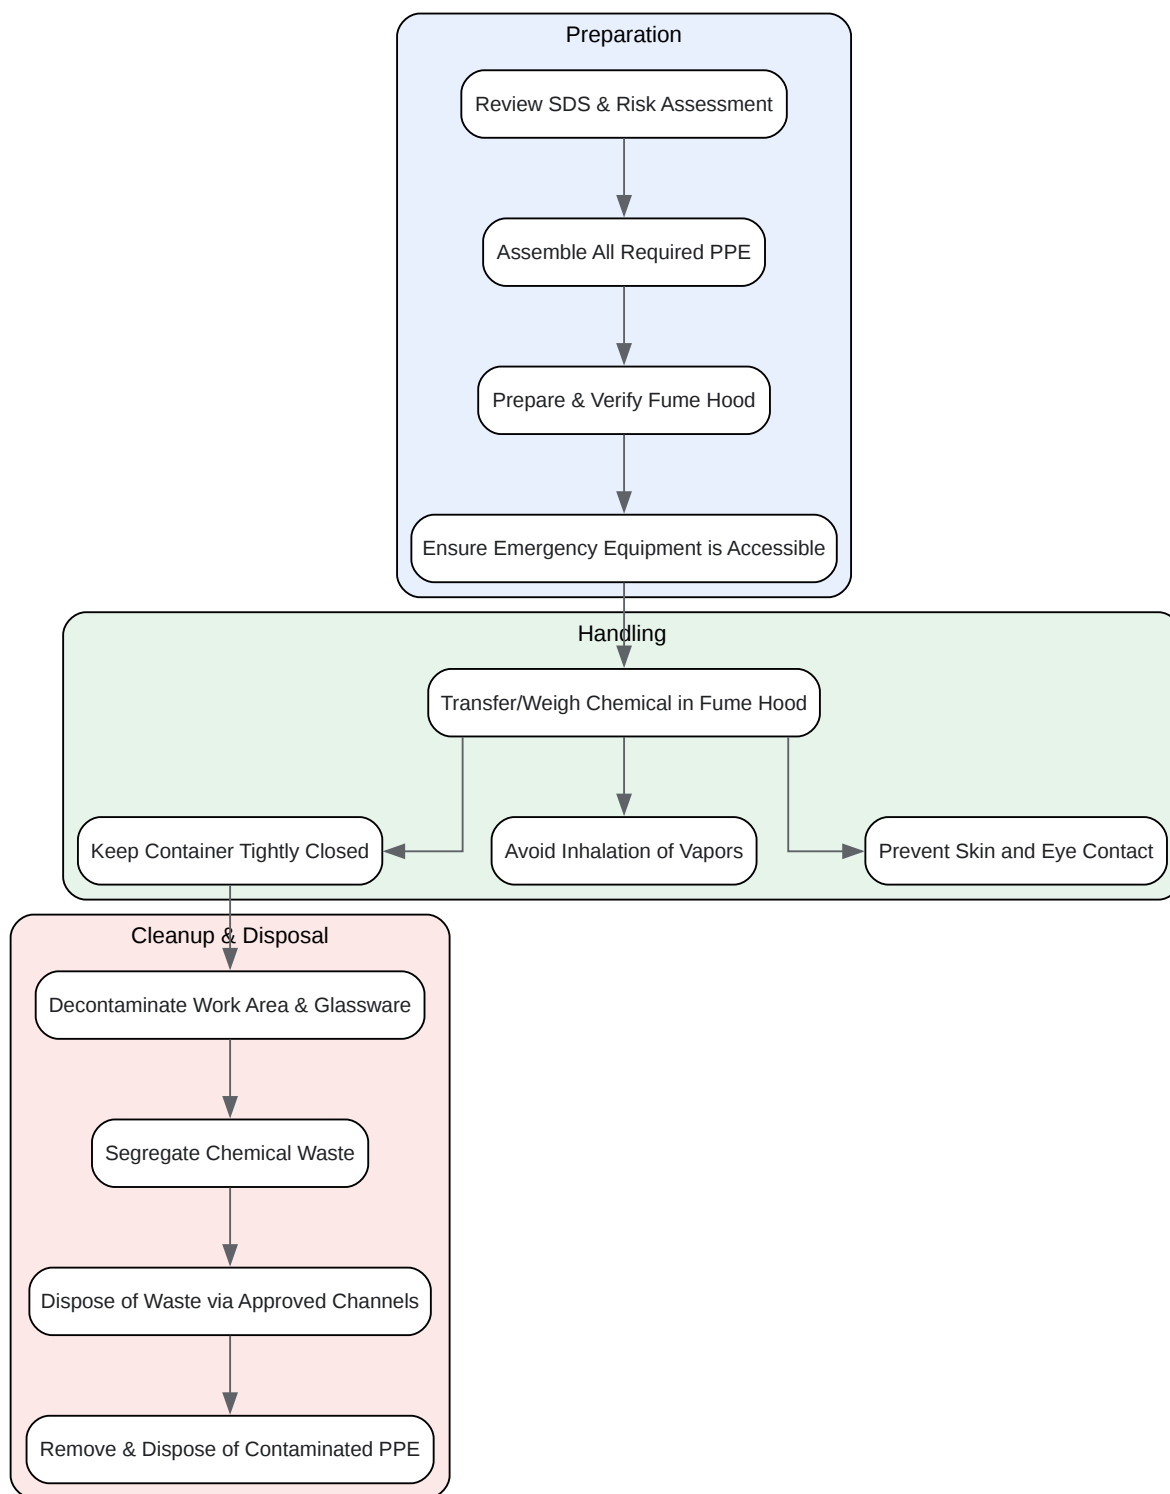 Preparation
Review SDS & Risk Assessment
Assemble All Required PPE
Prepare & Verify Fume Hood
Ensure Emergency Equipment is Accessible
Handling
Transfer/Weigh Chemical in Fume Hood
Keep Container Tightly Closed
Avoid Inhalation of Vapors
Prevent Skin and Eye Contact
Cleanup & Disposal
Decontaminate Work Area & Glassware
Segregate Chemical Waste
Dispose of Waste via Approved Channels
Remove & Dispose of Contaminated PPE